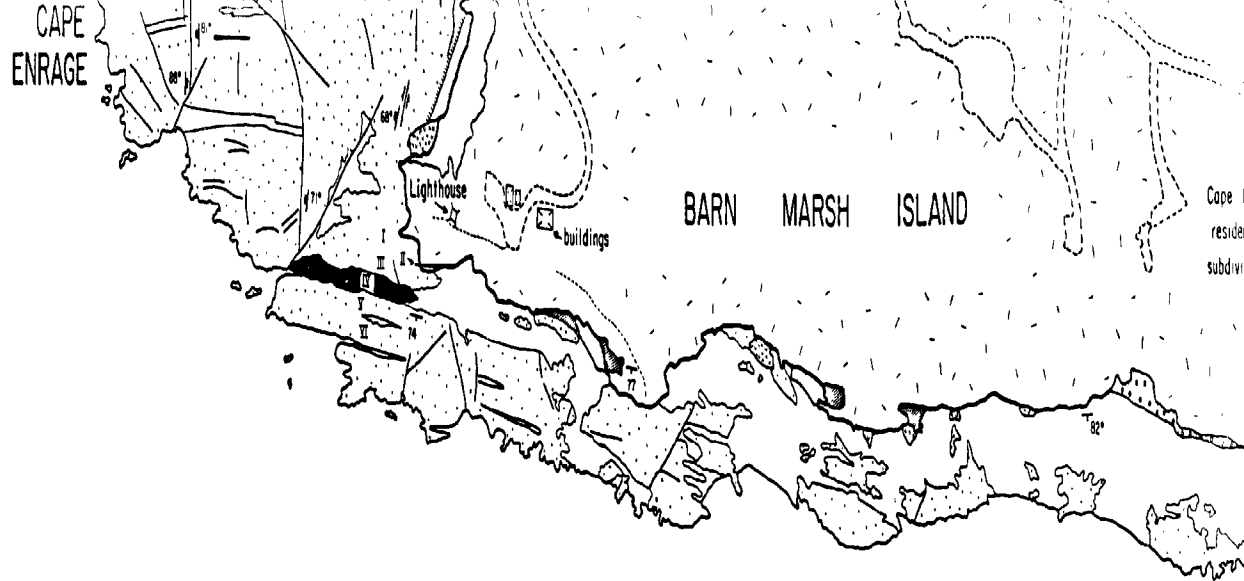 CAPE
ENRAGE
81°
88°
68°
71°
Lighthouse
buildings
BARN MARSH ISLAND
Cape
reside
subdivi
I
III
II
IV
V
VI
74
77
82°